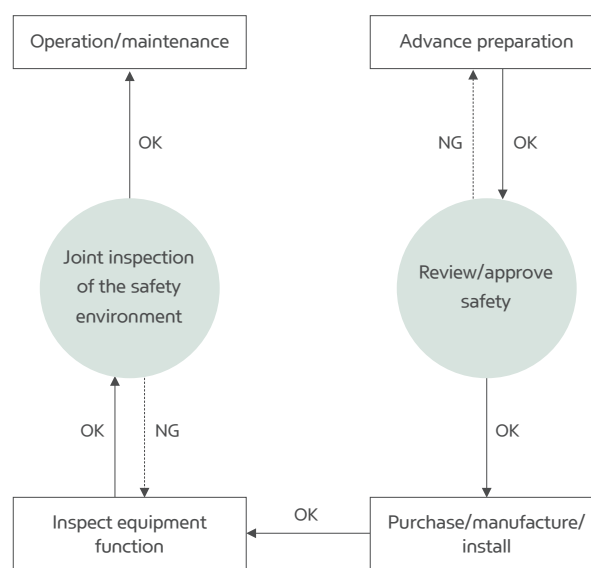 Operation/maintenance
Advance preparation
OK
NG
OK
Joint inspection
of the safety
environment
Review/approve
safety
OK
NG
OK
Inspect equipment
function
OK
Purchase/manufacture/
install